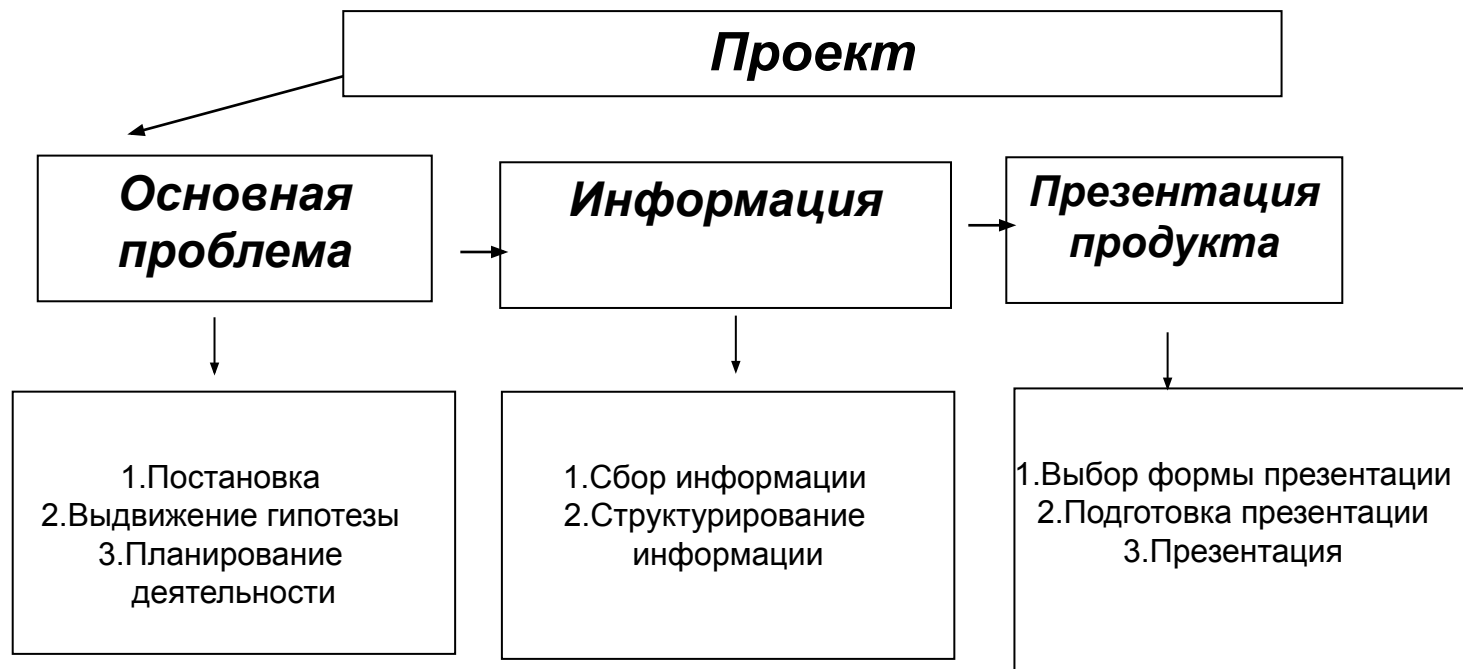 Проект
Основная
проблема
Информация
Презентация
продукта
1.Постановка
2.Выдвижение гипотезы
3.Планирование
деятельности
1.Сбор информации
2.Структурирование
информации
1.Выбор формы презентации
2.Подготовка презентации
3.Презентация